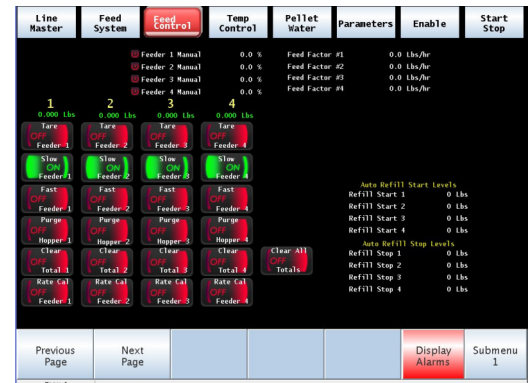 Line Master
Feed System
Feed Control
Temp Control
Pellet Water
Parameters
Enable
Start Stop
Feeder 1 Manual 0.0 % Feed Factor #1 0.0 Lbs/hr
Feeder 2 Manual 0.0 % Feed Factor #2 0.0 Lbs/hr
Feeder 3 Manual 0.0 % Feed Factor #3 0.0 Lbs/hr
Feeder 4 Manual 0.0 % Feed Factor #4 0.0 Lbs/hr
1 2 3 4
0.000 Lbs 0.000 Lbs 0.000 Lbs 0.000 Lbs
Tare Tare Tare Tare
OFF OFF OFF OFF
Feeder 1 Feeder 2 Feeder 3 Feeder 4
Slow Slow Slow Slow
ON ON ON ON
Feeder 1 Feeder 2 Feeder 3 Feeder 4
Fast Fast Fast Fast
OFF OFF OFF OFF
Feeder 1 Feeder 2 Feeder 3 Feeder 4
Purge Purge Purge Purge
OFF OFF OFF OFF
Hopper 1 Hopper 2 Hopper 3 Hopper 4
Clear Clear Clear Clear Clear All
OFF OFF OFF OFF OFF
Total 1 Total 2 Total 3 Total 4 Totals
Rate Cal Rate Cal Rate Cal Rate Cal
OFF OFF OFF OFF
Feeder 1 Feeder 2 Feeder 3 Feeder 4
Auto Refill Start Levels
Refill Start 1 0 Lbs
Refill Start 2 0 Lbs
Refill Start 3 0 Lbs
Refill Start 4 0 Lbs
Auto Refill Stop Levels
Refill Stop 1 0 Lbs
Refill Stop 2 0 Lbs
Refill Stop 3 0 Lbs
Refill Stop 4 0 Lbs
Previous Page
Next Page
Display Alarms
Submenu 1